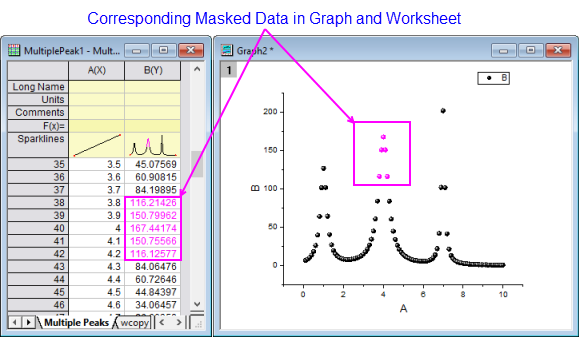 Corresponding Masked Data in Graph and Worksheet
MultiplePeak1 - Mult...
A(X) B(Y)
Long Name
Units
Comments
F(x)=
Sparklines
35 3.5 45.07569
36 3.6 60.90815
37 3.7 84.19895
38 3.8 116.21426
39 3.9 150.79962
40 4 167.44174
41 4.1 150.75566
42 4.2 116.12577
43 4.3 84.06476
44 4.4 60.72646
45 4.5 44.84397
46 4.6 34.06457
Multiple Peaks wcopy
Graph2 *
1
B
200
150
100
50
0
B
0 2 4 6 8 10
A